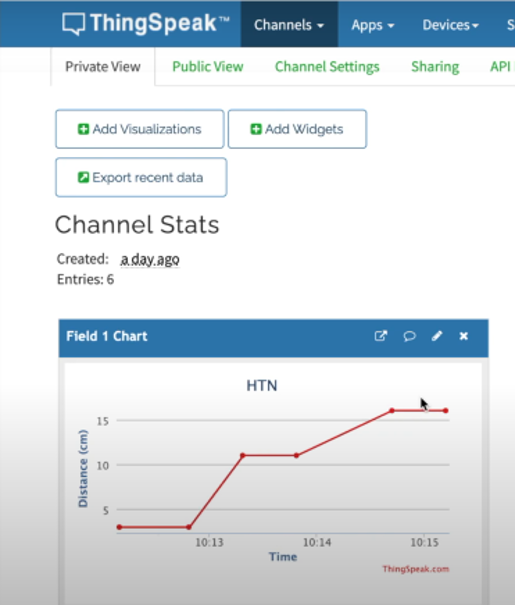 ThingSpeak™ Channels Apps Devices S
Private View Public View Channel Settings Sharing API
Add Visualizations Add Widgets
Export recent data
Channel Stats
Created: a day ago
Entries: 6
Field 1 Chart
HTN
Distance (cm)
15
10
5
10:13 10:14 10:15
Time
ThingSpeak.com